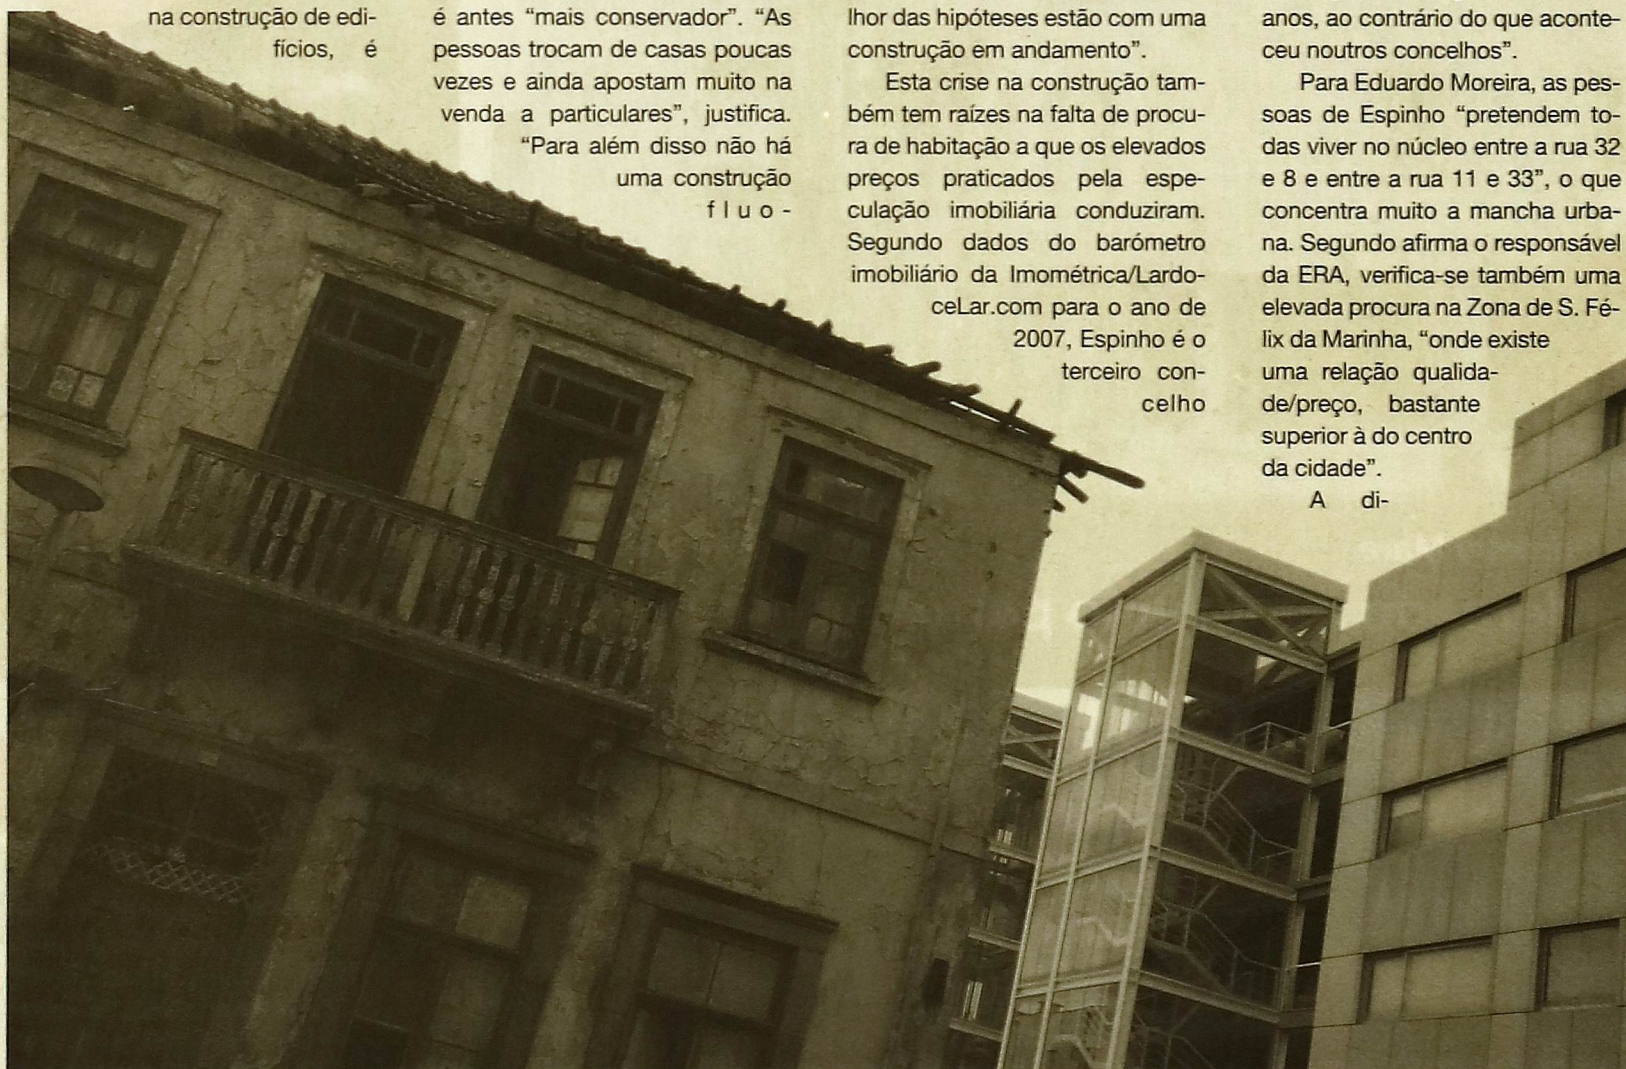 na construção de edi-
fícios, é
é antes “mais conservador”. “As
pessoas trocam de casas poucas
vezes e ainda apostam muito na
venda a particulares”, justifica.
“Para além disso não há
uma construção
fluo-
lhor das hipóteses estão com uma
construção em andamento”.
Esta crise na construção tam-
bém tem raízes na falta de procu-
ra de habitação a que os elevados
preços praticados pela espe-
culação imobiliária conduziram.
Segundo dados do barómetro
imobiliário da Imométrica/Lardo-
ceLar.com para o ano de
2007, Espinho é o
terceiro con-
celho
anos, ao contrário do que aconte-
ceu noutros concelhos”.
Para Eduardo Moreira, as pes-
soas de Espinho “pretendem to-
das viver no núcleo entre a rua 32
e 8 e entre a rua 11 e 33”, o que
concentra muito a mancha urba-
na. Segundo afirma o responsável
da ERA, verifica-se também uma
elevada procura na Zona de S. Fé-
lix da Marinha, “onde existe
uma relação qualida-
de/preço, bastante
superior à do centro
da cidade”.
A di-